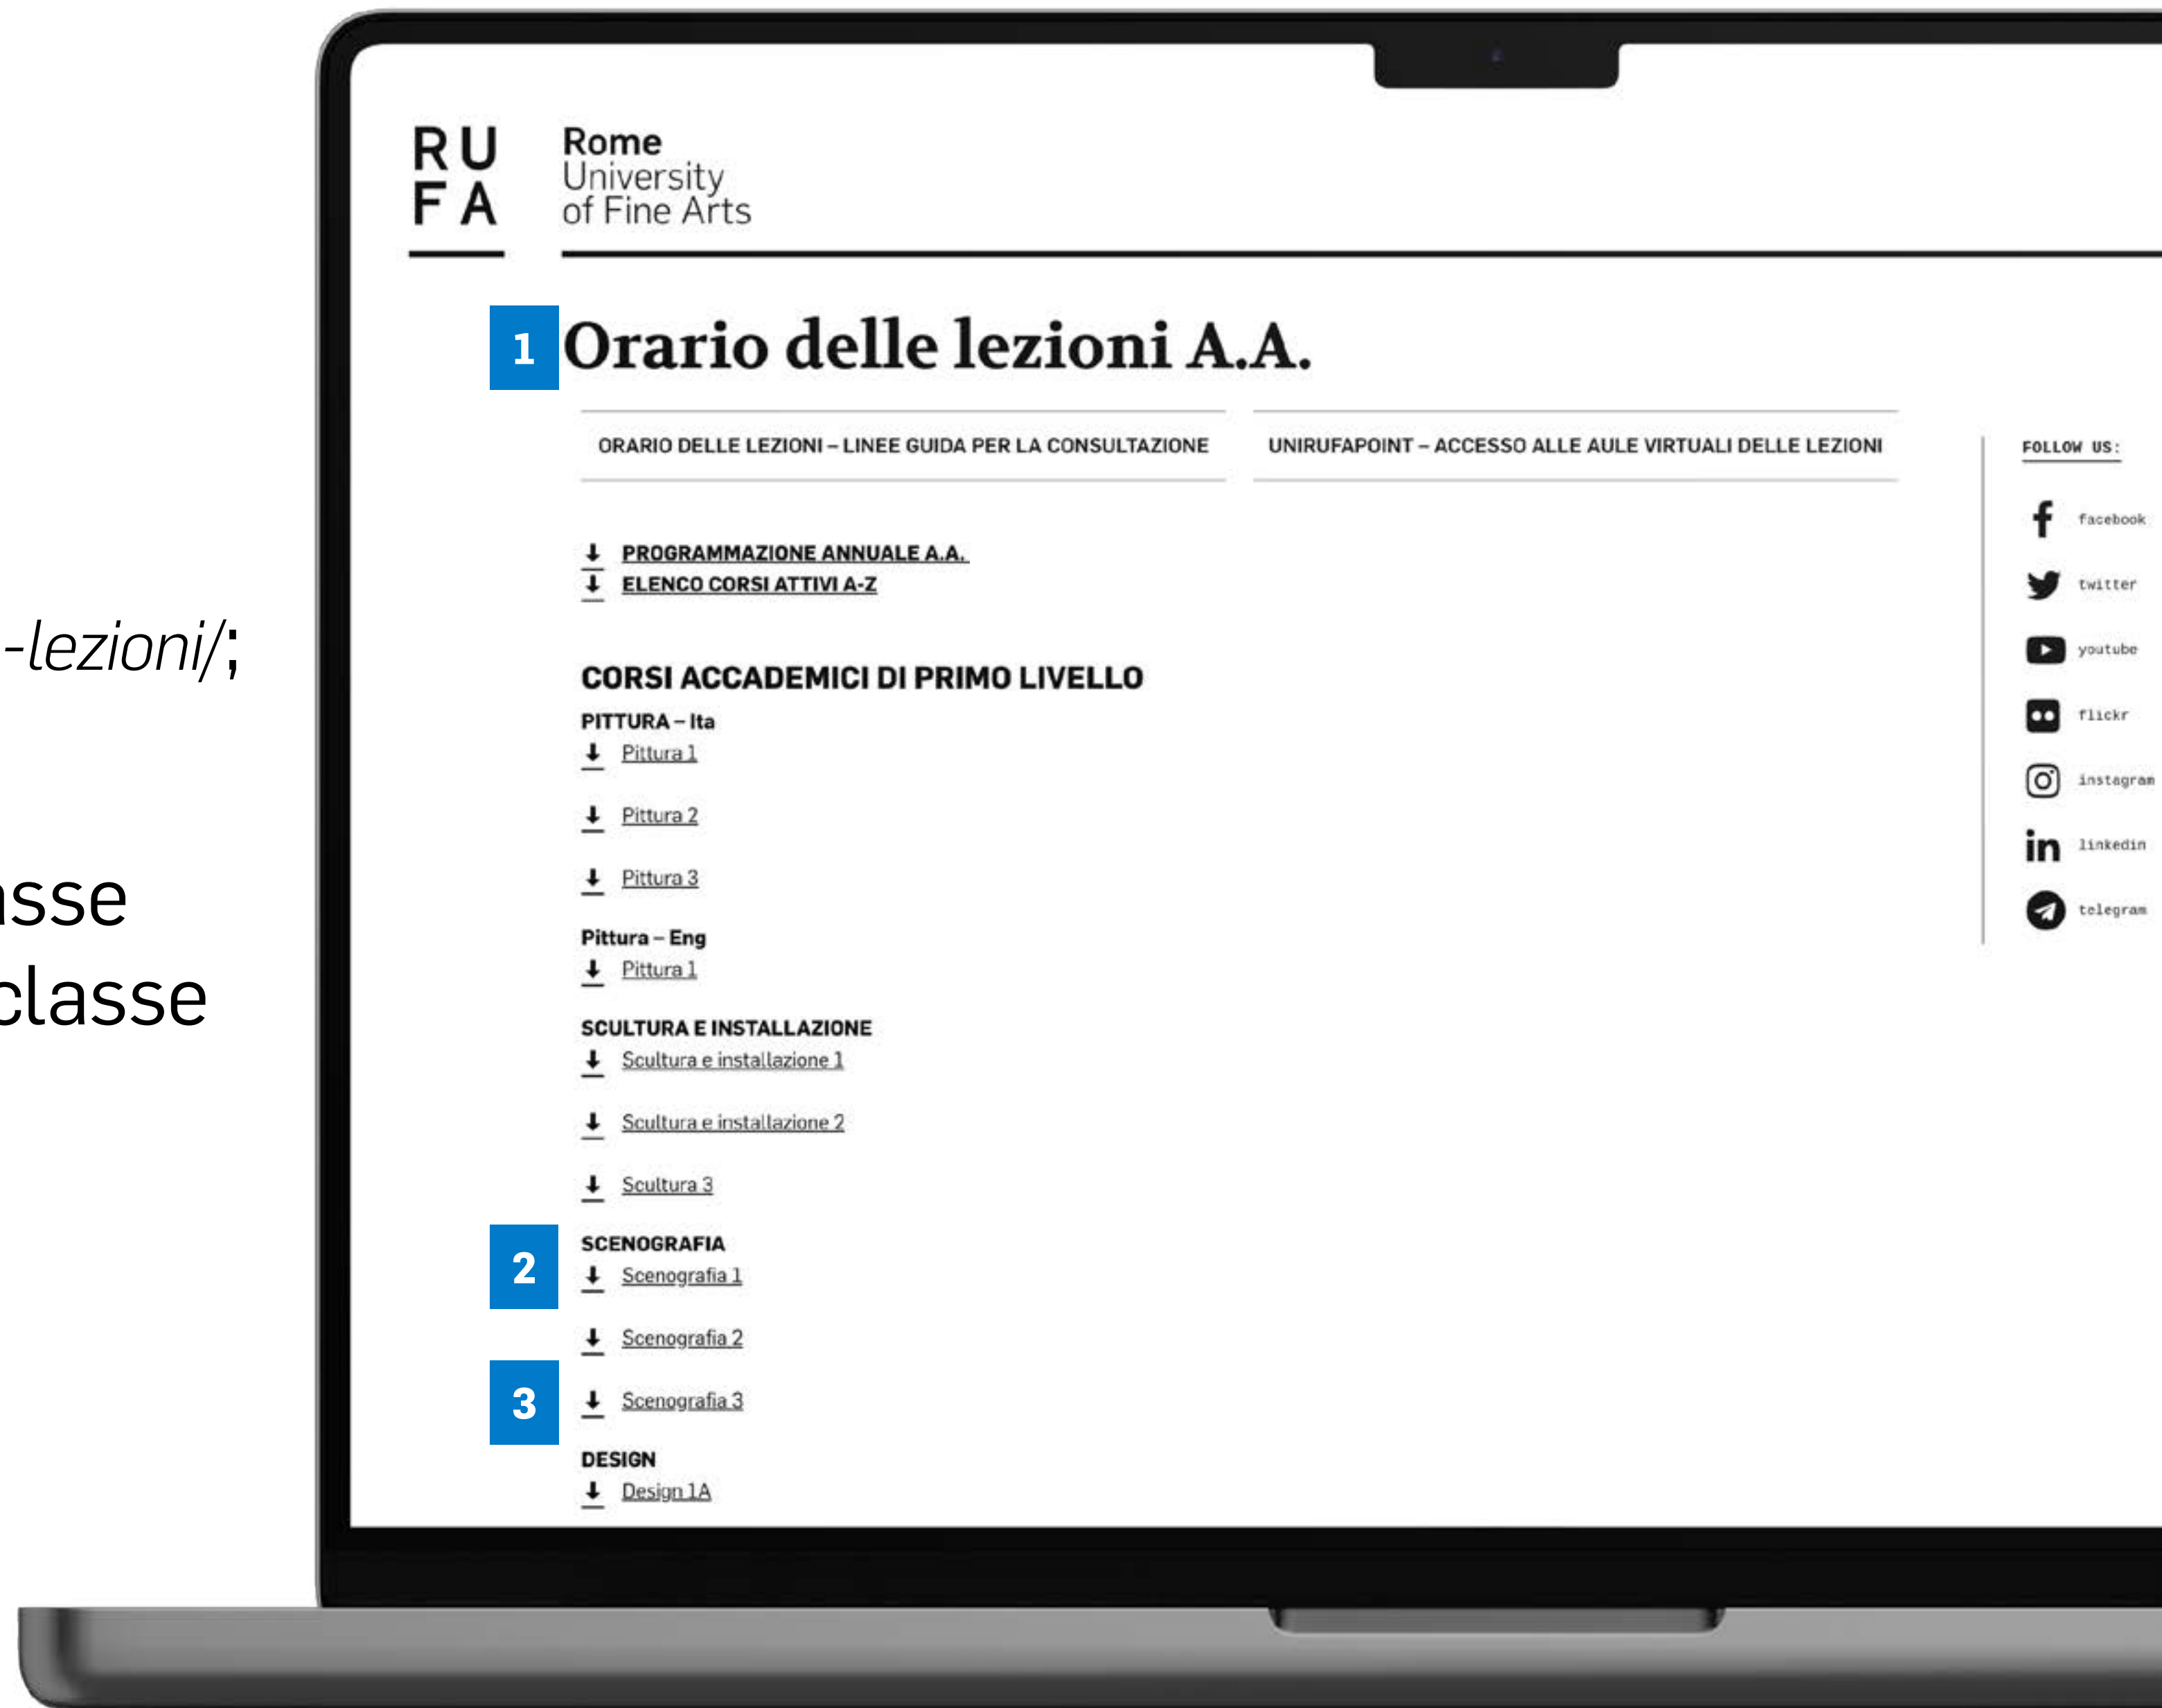 -lezioni/;
asse
classe
RU
FA
Rome
University
of Fine Arts
1
Orario delle lezioni A.A.
ORARIO DELLE LEZIONI – LINEE GUIDA PER LA CONSULTAZIONE
UNIRUFAPOINT – ACCESSO ALLE AULE VIRTUALI DELLE LEZIONI
PROGRAMMAZIONE ANNUALE A.A.
ELENCO CORSI ATTIVI A-Z
CORSI ACCADEMICI DI PRIMO LIVELLO
PITTURA – Ita
Pittura 1
Pittura 2
Pittura 3
Pittura – Eng
Pittura 1
SCULTURA E INSTALLAZIONE
Scultura e installazione 1
Scultura e installazione 2
Scultura 3
2
SCENOGRAFIA
Scenografia 1
Scenografia 2
3
Scenografia 3
DESIGN
Design 1A
FOLLOW US:
facebook
twitter
youtube
flickr
instagram
linkedin
telegram